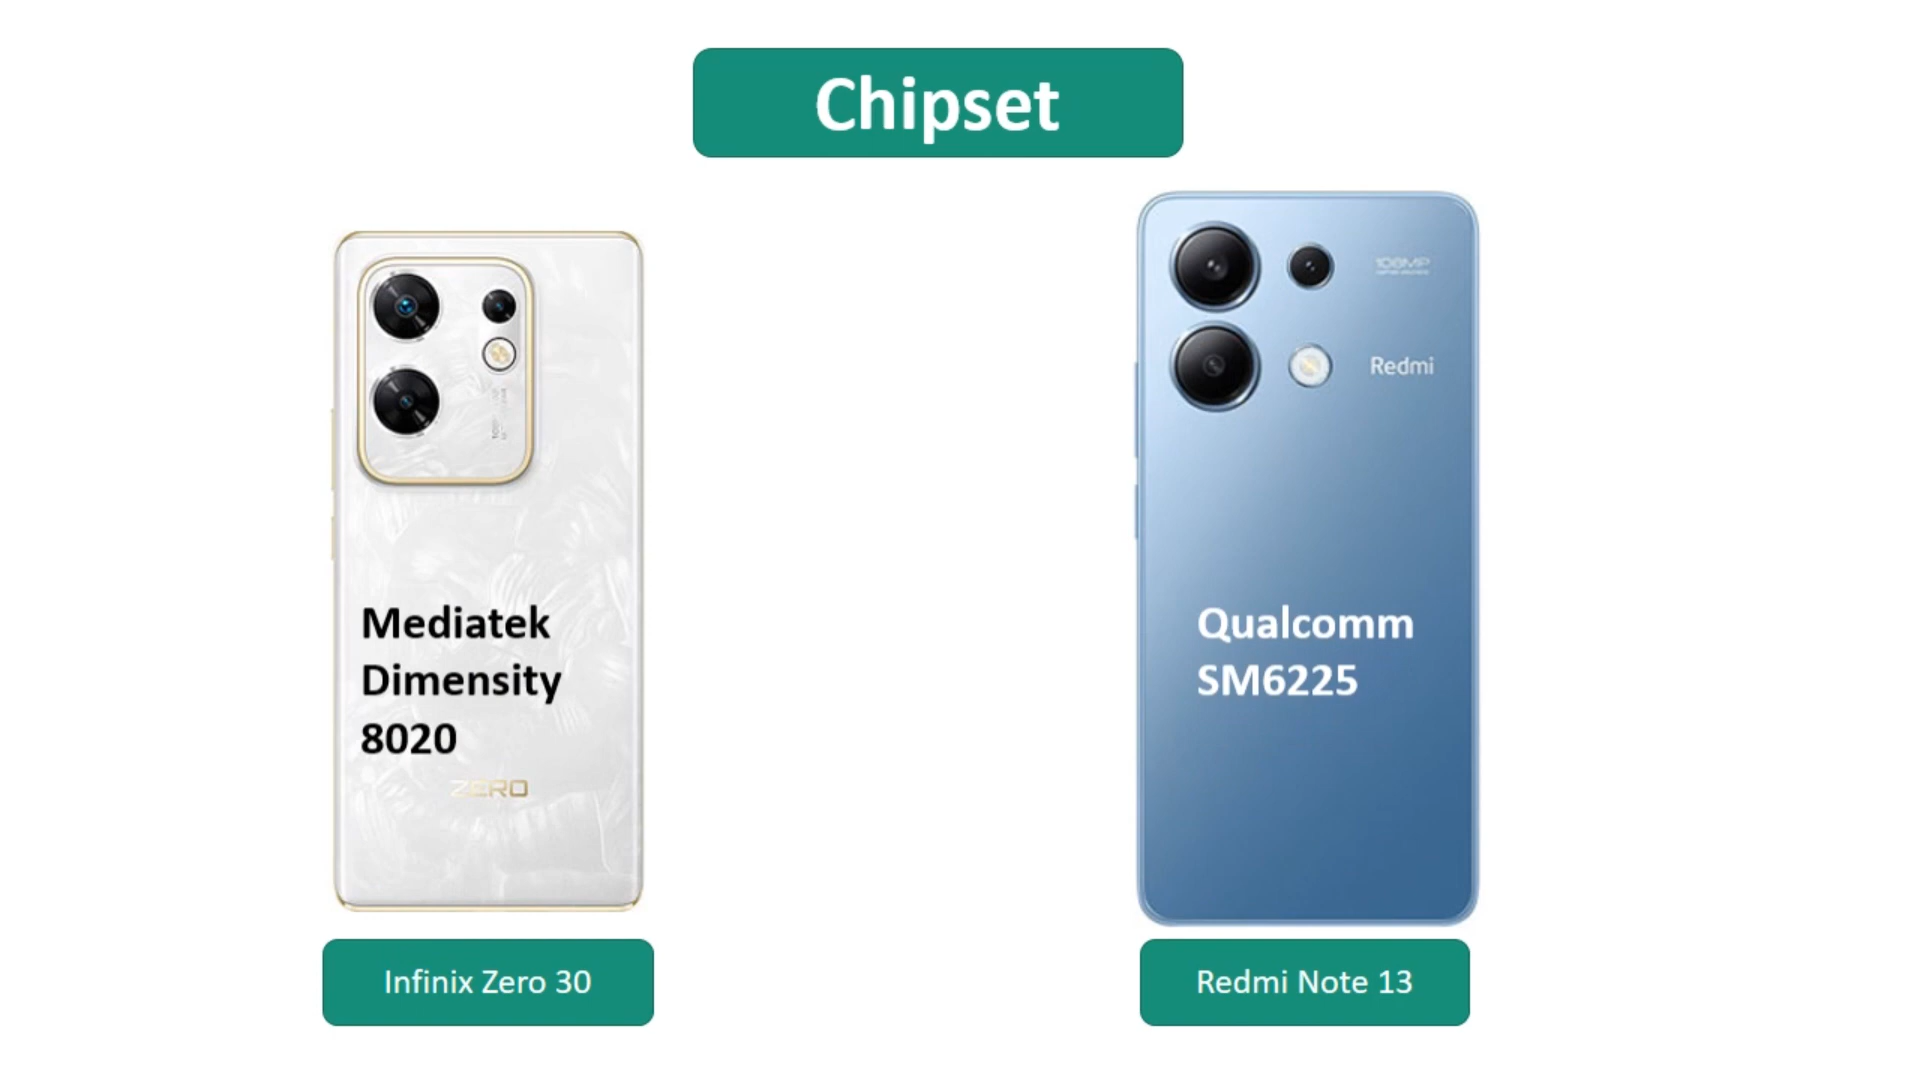 Chipset
108MP
Redmi
Mediatek
Dimensity
8020
ZERO
Qualcomm
SM6225
Infinix Zero 30
Redmi Note 13